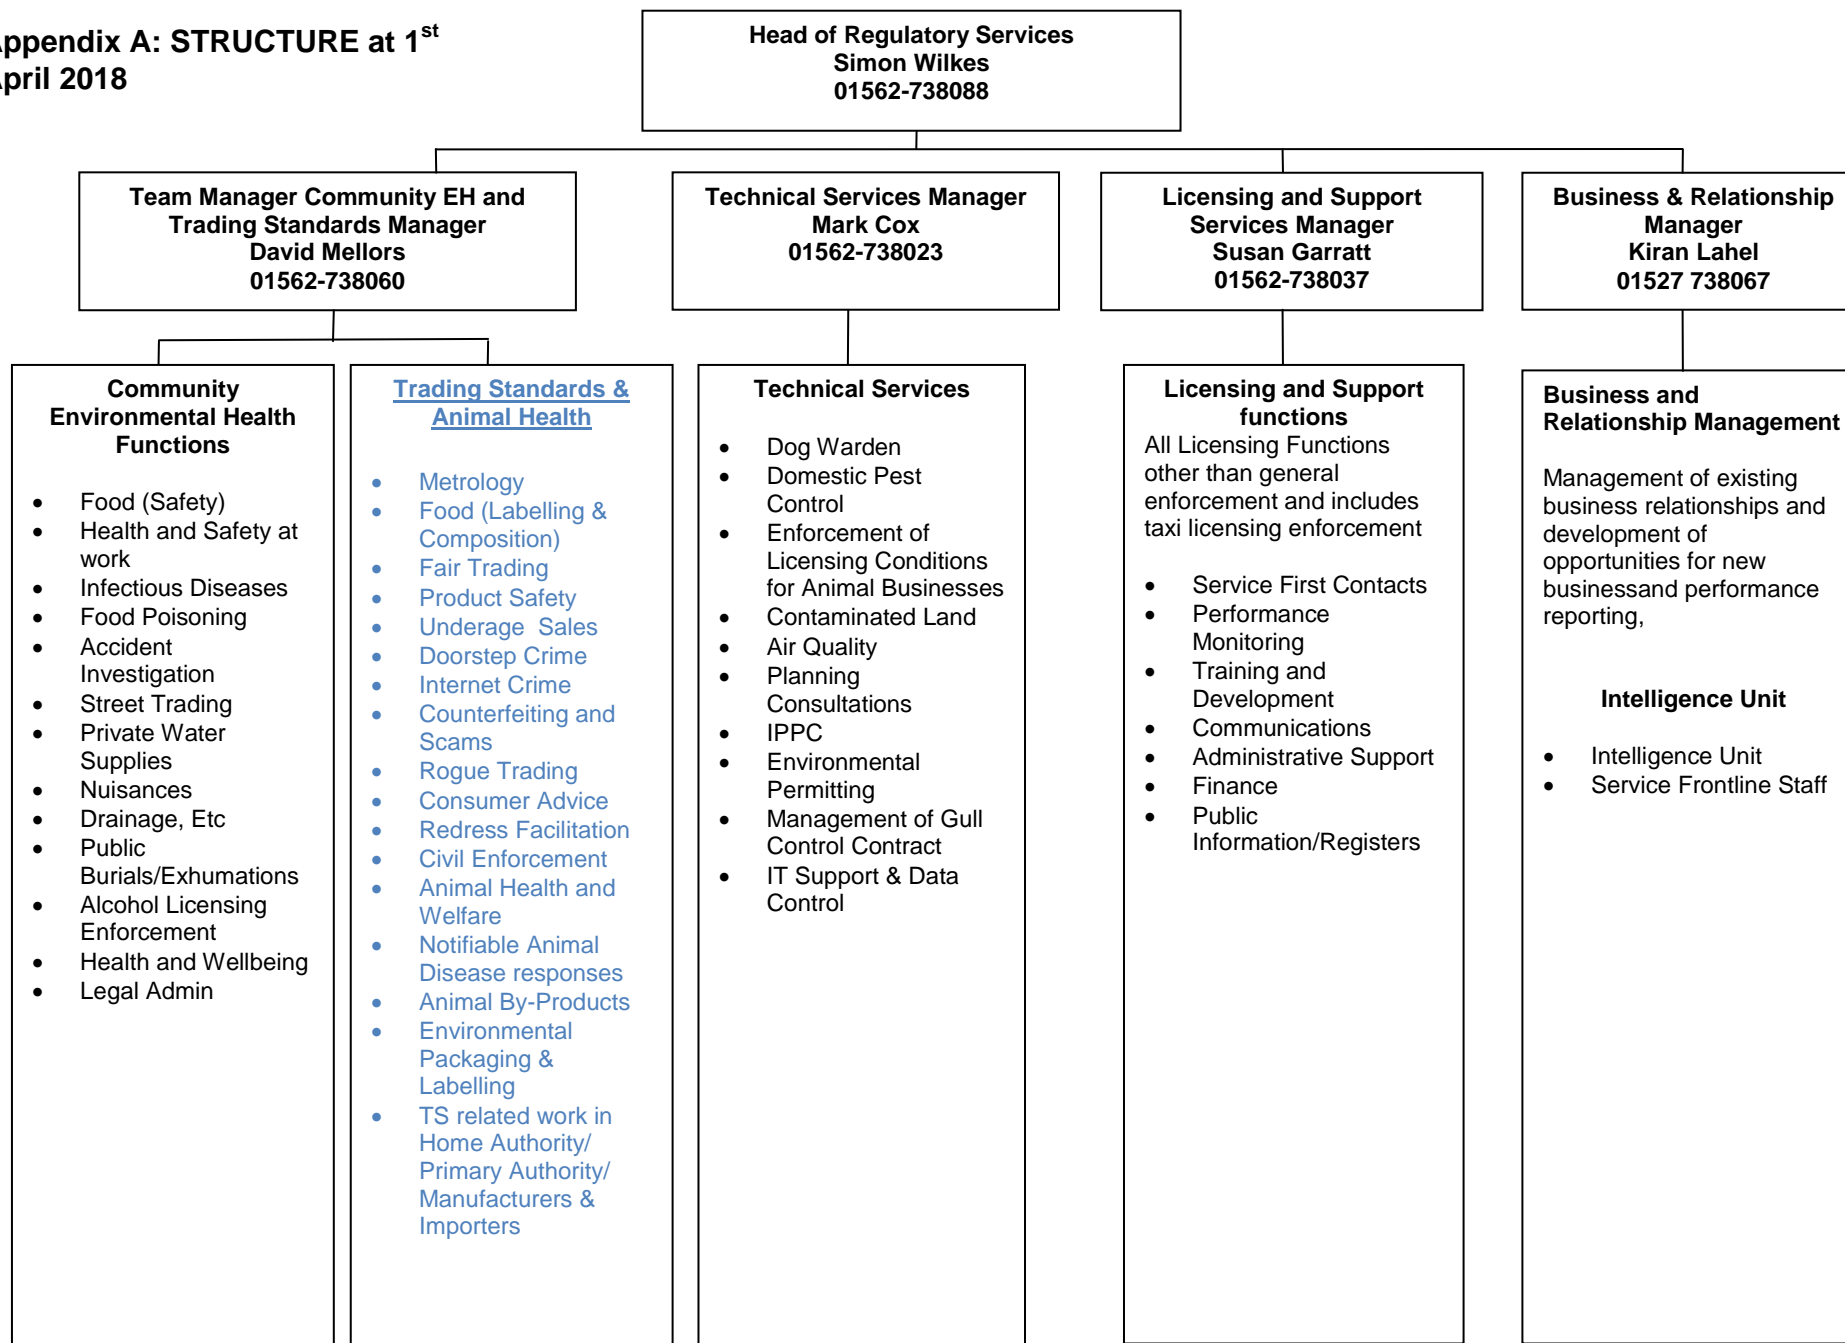 ppendix A: STRUCTURE at 1st
pril 2018
Head of Regulatory Services
Simon Wilkes
01562-738088
Team Manager Community EH and
Trading Standards Manager
David Mellors
01562-738060
Technical Services Manager
Mark Cox
01562-738023
Licensing and Support
Services Manager
Susan Garratt
01562-738037
Business & Relationship
Manager
Kiran Lahel
01527 738067
Community
Environmental Health
Functions
• Food (Safety)
• Health and Safety at
work
• Infectious Diseases
• Food Poisoning
• Accident
Investigation
• Street Trading
• Private Water
Supplies
• Nuisances
• Drainage, Etc
• Public
Burials/Exhumations
• Alcohol Licensing
Enforcement
• Health and Wellbeing
• Legal Admin
Trading Standards &
Animal Health
• Metrology
• Food (Labelling &
Composition)
• Fair Trading
• Product Safety
• Underage  Sales
• Doorstep Crime
• Internet Crime
• Counterfeiting and
Scams
• Rogue Trading
• Consumer Advice
• Redress Facilitation
• Civil Enforcement
• Animal Health and
Welfare
• Notifiable Animal
Disease responses
• Animal By-Products
• Environmental
Packaging &
Labelling
• TS related work in
Home Authority/
Primary Authority/
Manufacturers &
Importers
Technical Services
• Dog Warden
• Domestic Pest
Control
• Enforcement of
Licensing Conditions
for Animal Businesses
• Contaminated Land
• Air Quality
• Planning
Consultations
• IPPC
• Environmental
Permitting
• Management of Gull
Control Contract
• IT Support & Data
Control
Licensing and Support
functions
All Licensing Functions
other than general
enforcement and includes
taxi licensing enforcement
• Service First Contacts
• Performance
Monitoring
• Training and
Development
• Communications
• Administrative Support
• Finance
• Public
Information/Registers
Business and
Relationship Management
Management of existing
business relationships and
development of
opportunities for new
businessand performance
reporting,
Intelligence Unit
• Intelligence Unit
• Service Frontline Staff